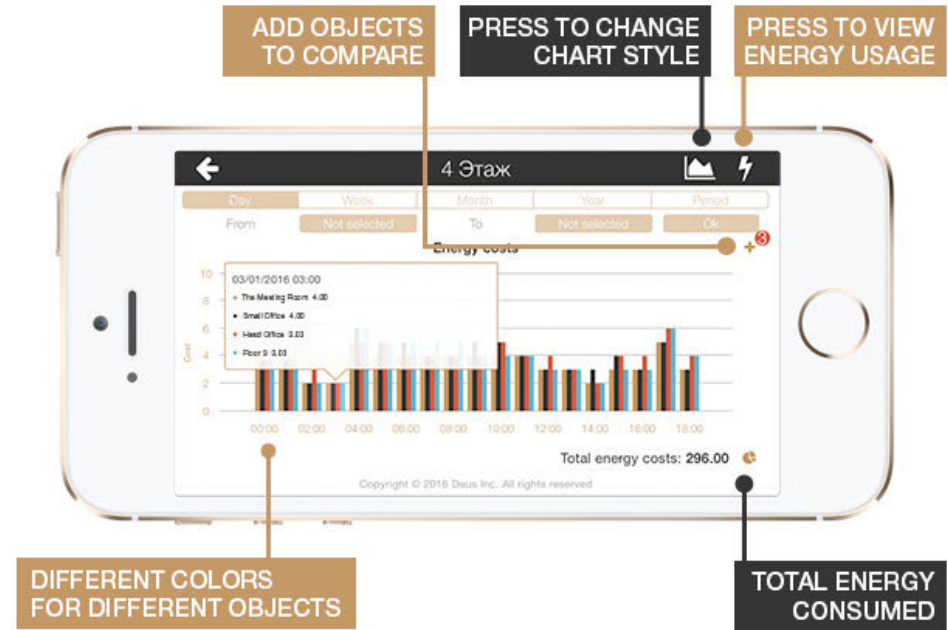 ADD OBJECTS
TO COMPARE
PRESS TO CHANGE
CHART STYLE
PRESS TO VIEW
ENERGY USAGE
4 Этаж
Day Week Month Year Period
From Not selected To Not selected Ok
3
Energy costs
03/01/2016 03:00
The Meeting Room 4.00
Small Office 4.00
Head Office 3.03
Floor 3 3.03
Cost
10
8
6
4
2
0
00:00 02:00 04:00 06:00 08:00 10:00 12:00 14:00 16:00 18:00
Total energy costs: 296.00
Copyright © 2016 Deus Inc. All rights reserved
DIFFERENT COLORS
FOR DIFFERENT OBJECTS
TOTAL ENERGY
CONSUMED